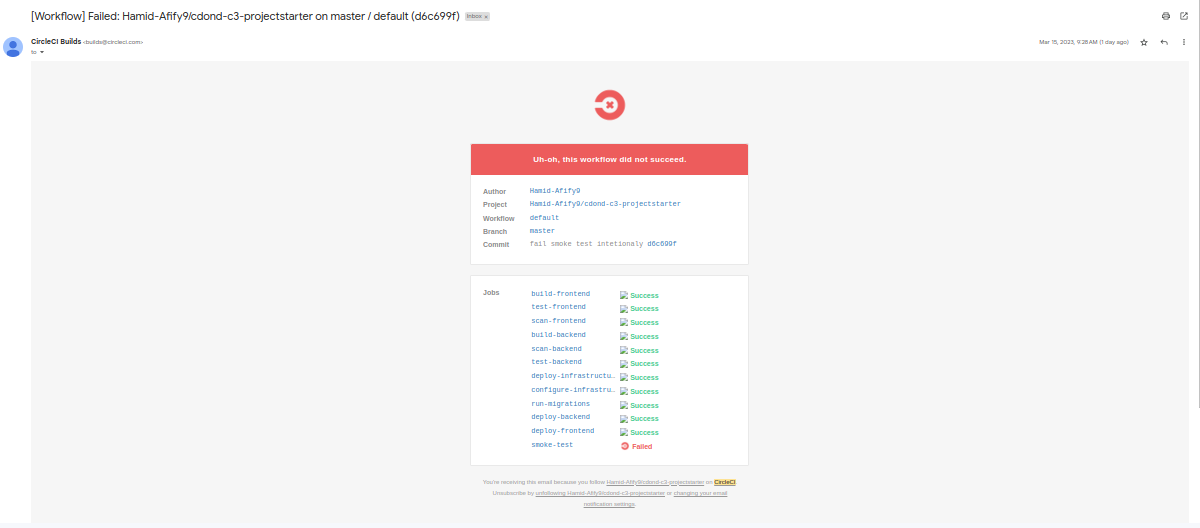 [Workflow] Failed: Hamid-Afify9/cdond-c3-projectstarter on master / default (d6c699f) Inbox x
CircleCI Builds <builds@circleci.com> Mar 15, 2023, 9:28 AM (1 day ago)
to
Uh-oh, this workflow did not succeed.
Author Hamid-Afify9
Project Hamid-Afify9/cdond-c3-projectstarter
Workflow default
Branch master
Commit fail smoke test intetionaly d6c699f
Jobs build-frontend Success
test-frontend Success
scan-frontend Success
build-backend Success
scan-backend Success
test-backend Success
deploy-infrastructu… Success
configure-infrastru… Success
run-migrations Success
deploy-backend Success
deploy-frontend Success
smoke-test Failed
You're receiving this email because you follow Hamid-Afify9/cdond-c3-projectstarter on CircleCI.
Unsubscribe by unfollowing Hamid-Afify9/cdond-c3-projectstarter or changing your email
notification settings.